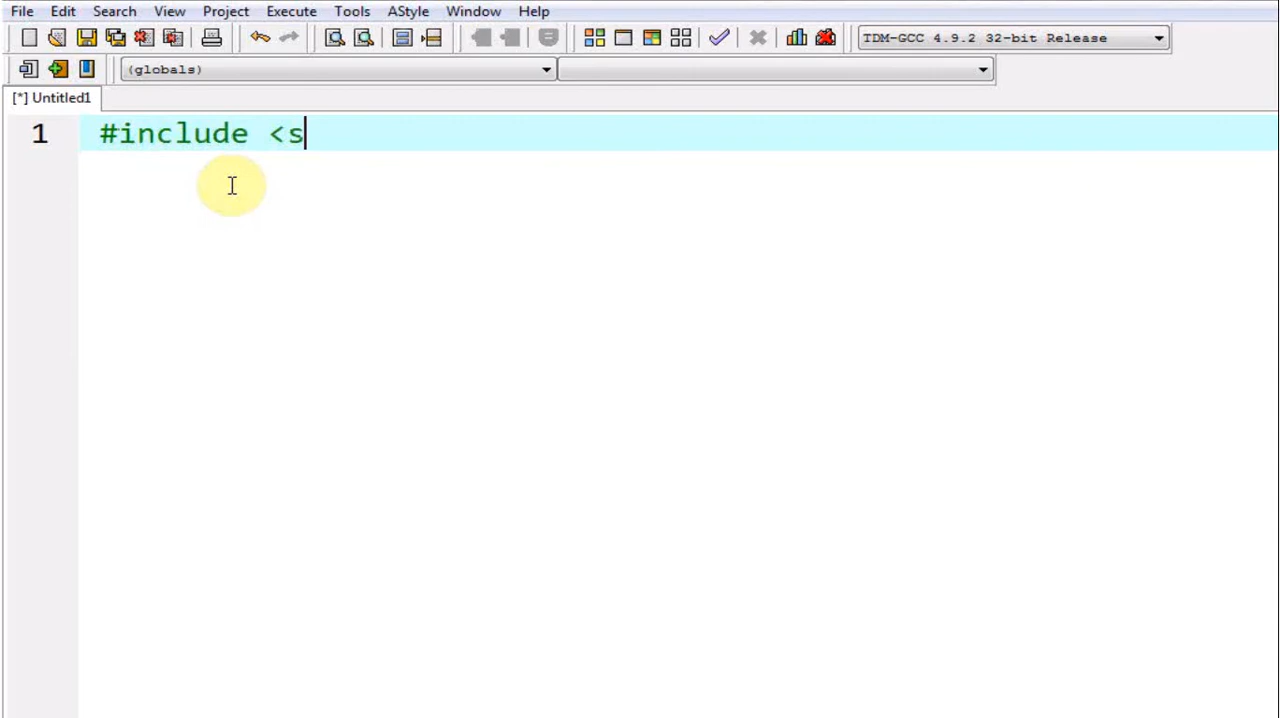 File Edit Search View Project Execute Tools AStyle Window Help
TDM-GCC 4.9.2 32-bit Release
(globals)
[*] Untitled1
1 #include <s